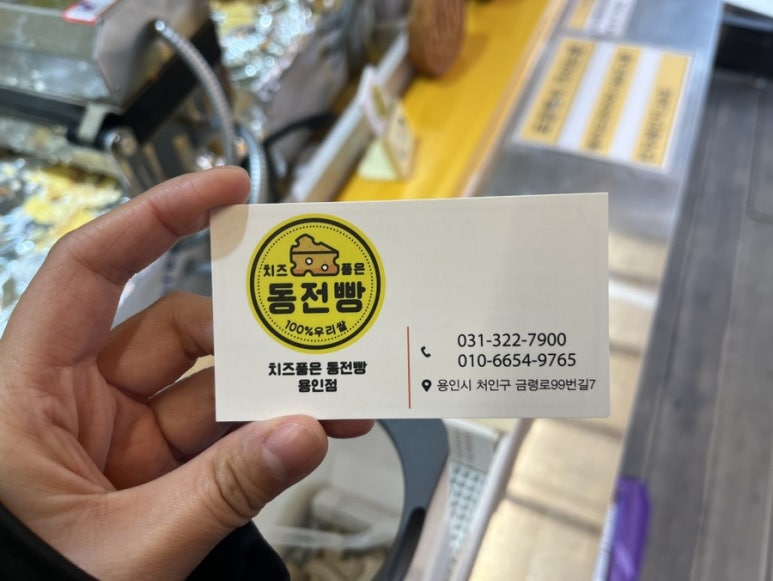 치즈 품은
동전빵
100%우리쌀
치즈품은 동전빵
용인점
031-322-7900
010-6654-9765
용인시 처인구 금령로99번길7